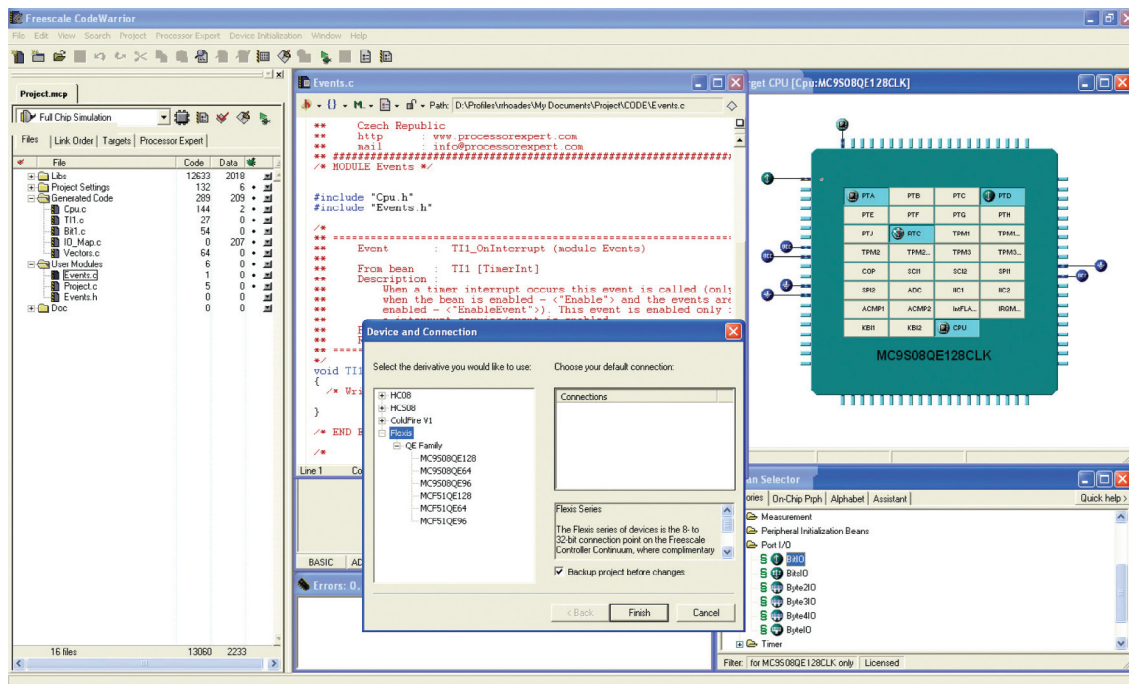 Freescale CodeWarrior
File Edit View Search Project Processor Expert Device Initialization Window Help
Project.mcp
Full Chip Simulation
Files Link Order Targets Processor Expert
File Code Data
Libs 12633 2018
Project Settings 132 6
Generated Code 289 209
Cpu.c 144 2
TI1.c 27 0
Bit1.c 54 0
IO_Map.c 0 207
Vectors.c 64 0
User Modules 6 0
Events.c 1 0
Project.c 5 0
Events.h 0 0
Doc 0 0
16 files 13060 2233
Events.c
Path: D:\Profiles\rrhoades\My Documents\Project\CODE\Events.c
** Czech Republic
** http : www.processorexpert.com
** mail : info@processorexpert.com
/* MODULE Events */
#include "Cpu.h"
#include "Events.h"
/*
** Event : TI1_OnInterrupt (module Events)
**
** From bean : TI1 [TimerInt]
** Description :
** When a timer interrupt occurs this event is called (only
** when the bean is enabled - <"Enable"> and the events are
** enabled - <"EnableEvent">). This event is enabled only
*/
void TI1
{
/* Wri
}
/* END E
/*
Line 1 Co
BASIC AD
Errors: 0,
Device and Connection
Select the derivative you would like to use:
HC08
HCS08
ColdFire V1
Flexis
QE Family
MC9S08QE128
MC9S08QE64
MC9S08QE96
MCF51QE128
MCF51QE64
MCF51QE96
Choose your default connection:
Connections
Flexis Series
The Flexis series of devices is the 8- to
32-bit connection point on the Freescale
Controller Continuum, where complimentary
Backup project before changes
< Back Finish Cancel
get CPU [Cpu:MC9S08QE128CLK]
PTA PTB PTC PTD
PTE PTF PTG PTH
PTJ RTC TPM1 TPM1...
TPM2 TPM2... TPM3 TPM3...
COP SCI1 SCI2 SPI1
SPI2 ADC IIC1 IIC2
ACMP1 ACMP2 IntFLA... IRQM...
KBI1 KBI2 CPU
MC9S08QE128CLK
an Selector
ories On-Chip Prph Alphabet Assistant Quick help >
Measurement
Peripheral Initialization Beans
Port I/O
BitIO
BitsIO
Byte2IO
Byte3IO
Byte4IO
ByteIO
Timer
Filter: for MC9S08QE128CLK only Licensed